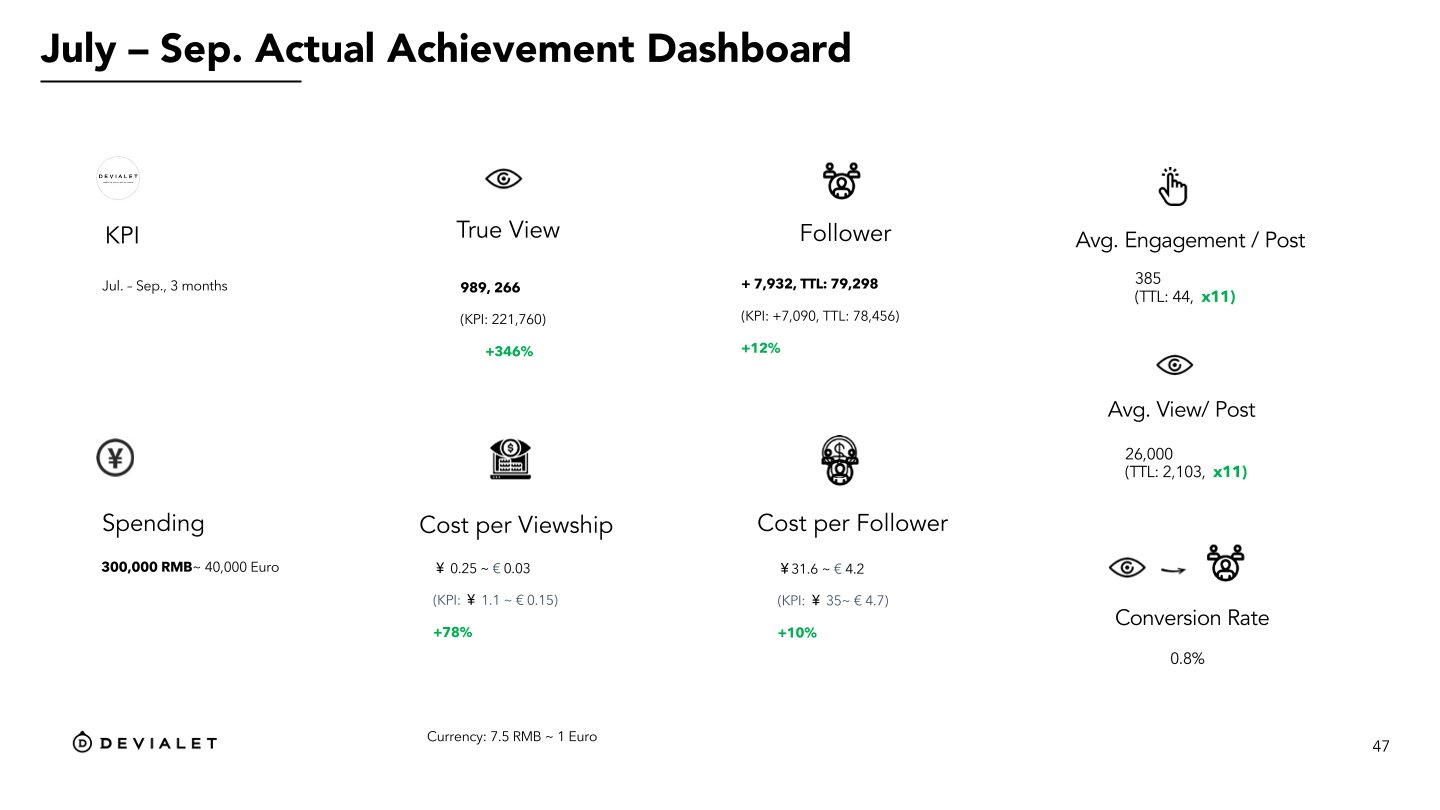 July – Sep. Actual Achievement Dashboard
DEVIALET
KPI
Jul. – Sep., 3 months
True View
989, 266
(KPI: 221,760)
+346%
Follower
+ 7,932, TTL: 79,298
(KPI: +7,090, TTL: 78,456)
+12%
Avg. Engagement / Post
385
(TTL: 44, x11)
Avg. View/ Post
26,000
(TTL: 2,103, x11)
Spending
300,000 RMB~ 40,000 Euro
Cost per Viewship
¥ 0.25 ~ € 0.03
(KPI: ¥ 1.1 ~ € 0.15)
+78%
Cost per Follower
¥31.6 ~ € 4.2
(KPI: ¥ 35~ € 4.7)
+10%
Conversion Rate
0.8%
DEVIALET
Currency: 7.5 RMB ~ 1 Euro
47